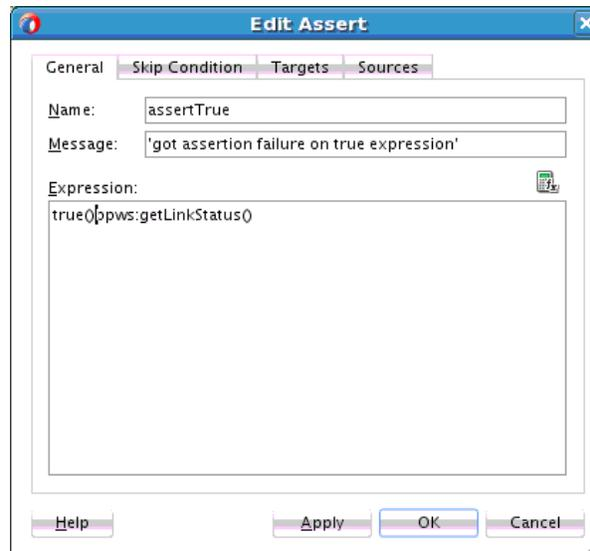 Edit Assert
General Skip Condition Targets Sources
Name: assertTrue
Message: 'got assertion failure on true expression'
Expression:
true()bpws:getLinkStatus()
Help Apply OK Cancel